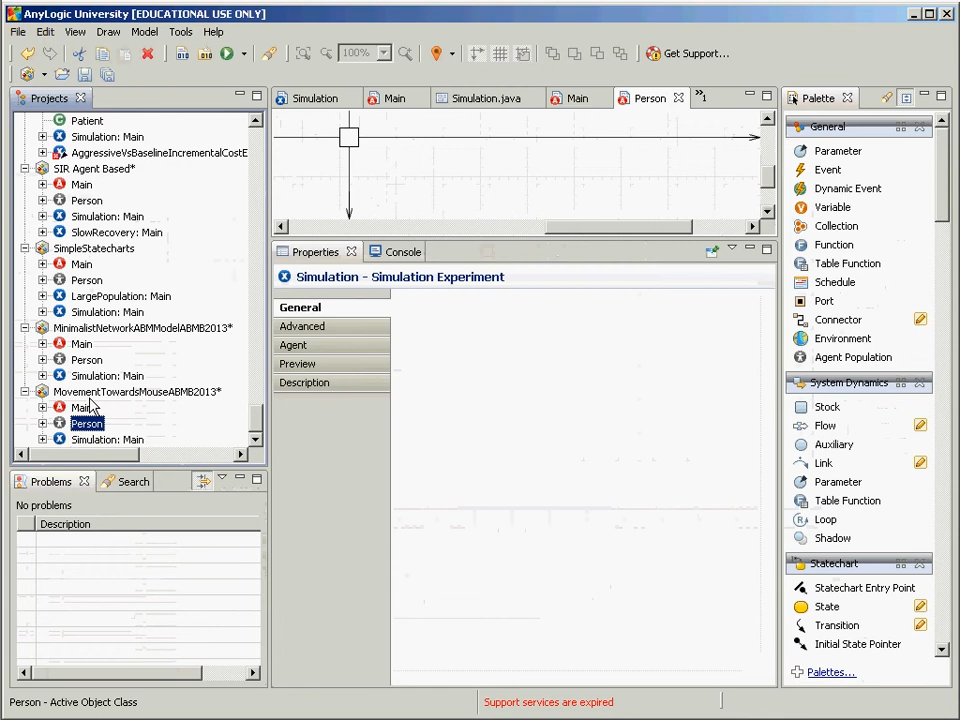 AnyLogic University [EDUCATIONAL USE ONLY]
File Edit View Draw Model Tools Help
100% Get Support...
Projects
Patient
Simulation: Main
AggressiveVsBaselineIncrementalCostE
SIR Agent Based*
Main
Person
Simulation: Main
SlowRecovery: Main
SimpleStatecharts
Main
Person
LargePopulation: Main
Simulation: Main
MinimalistNetworkABMModelABMB2013*
Main
Person
Simulation: Main
MovementTowardsMouseABMB2013*
Main
Person
Simulation: Main
Problems Search
No problems
Description
Simulation Main Simulation.java Main Person »1
Properties Console
Simulation - Simulation Experiment
General
Advanced
Agent
Preview
Description
Palette
General
Parameter
Event
Dynamic Event
Variable
Collection
Function
Table Function
Schedule
Port
Connector
Environment
Agent Population
System Dynamics
Stock
Flow
Auxiliary
Link
Parameter
Table Function
Loop
Shadow
Statechart
Statechart Entry Point
State
Transition
Initial State Pointer
Palettes...
Person - Active Object Class
Support services are expired